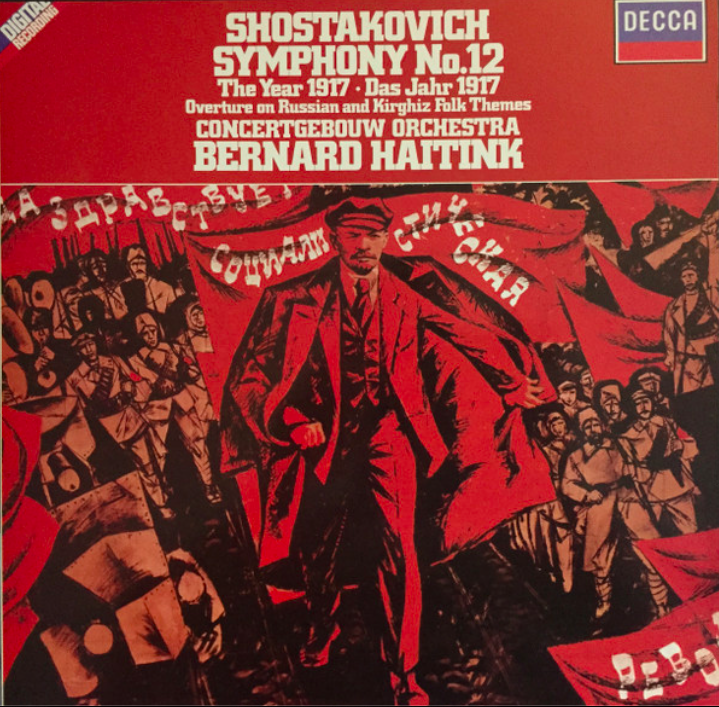 DIGITAL
RECORDING
DECCA
SHOSTAKOVICH
SYMPHONY No.12
The Year 1917 · Das Jahr 1917
Overture on Russian and Kirghiz Folk Themes
CONCERTGEBOUW ORCHESTRA
BERNARD HAITINK
ДА ЗДРАВСТВУЕТ
СОЦИАЛИ СТИЧЕ
СКАЯ
РЕВО